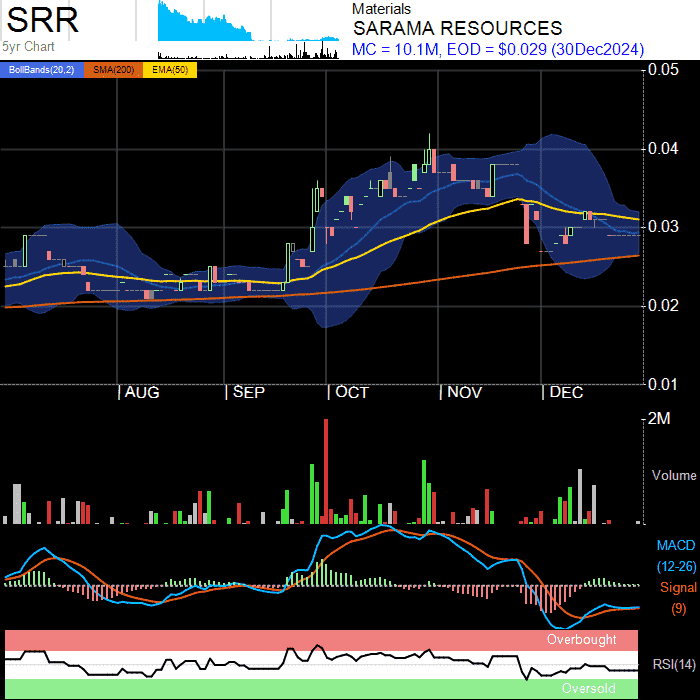 SRR
5yr Chart
Materials
SARAMA RESOURCES
MC = 10.1M, EOD = $0.029 (30Dec2024)
BollBands(20,2) SMA(200) EMA(50)
0.05
0.04
0.03
0.02
0.01
AUG SEP OCT NOV DEC
2M
Volume
MACD
(12-26)
Signal
(9)
Overbought
RSI(14)
Oversold